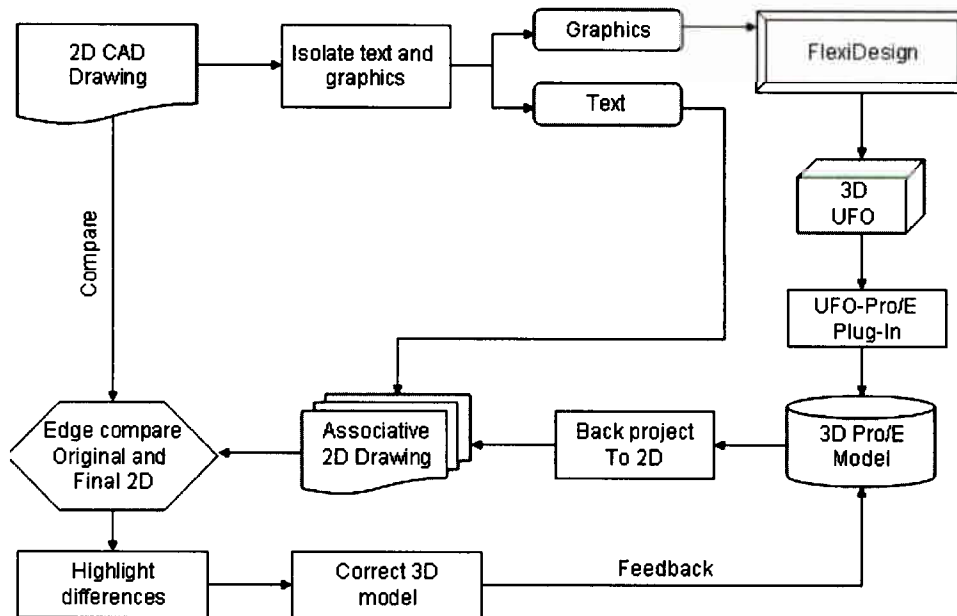 2D CAD
Drawing
Isolate text and
graphics
Graphics
Text
FlexiDesign
3D
UFO
UFO-Pro/E
Plug-In
3D Pro/E
Model
Back project
To 2D
Associative
2D Drawing
Compare
Edge compare
Original and
Final 2D
Highlight
differences
Correct 3D
model
Feedback